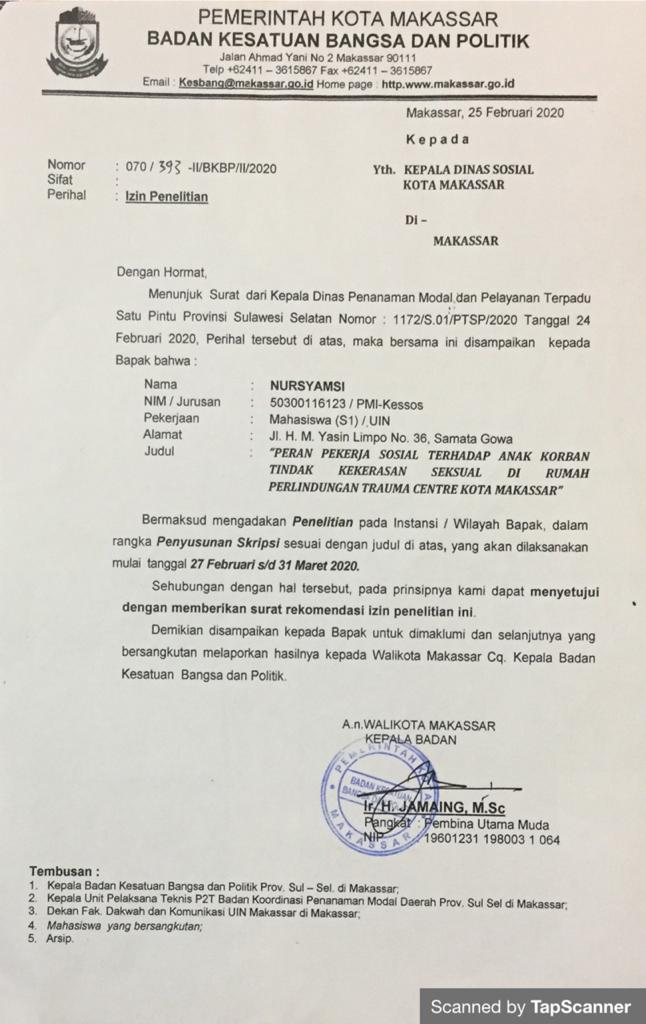 PEMERINTAH KOTA MAKASSAR
BADAN KESATUAN BANGSA DAN POLITIK
Jalan Ahmad Yani No 2 Makassar 90111
Telp +62411 – 3615867 Fax +62411 – 3615867
Email : Kesbang@makassar.go.id Home page : http.www.makassar.go.id
Makassar, 25 Februari 2020
Kepada
Nomor : 070 / 393 -II/BKBP/II/2020
Sifat :
Perihal : Izin Penelitian
Yth. KEPALA DINAS SOSIAL
KOTA MAKASSAR
Di –
MAKASSAR
Dengan Hormat,
Menunjuk Surat dari Kepala Dinas Penanaman Modal dan Pelayanan Terpadu
Satu Pintu Provinsi Sulawesi Selatan Nomor : 1172/S.01/PTSP/2020 Tanggal 24
Februari 2020, Perihal tersebut di atas, maka bersama ini disampaikan kepada
Bapak bahwa :
Nama : NURSYAMSI
NIM / Jurusan : 50300116123 / PMI-Kessos
Pekerjaan : Mahasiswa (S1) / UIN
Alamat : Jl. H. M. Yasin Limpo No. 36, Samata Gowa
Judul : "PERAN PEKERJA SOSIAL TERHADAP ANAK KORBAN
TINDAK KEKERASAN SEKSUAL DI RUMAH
PERLINDUNGAN TRAUMA CENTRE KOTA MAKASSAR"
Bermaksud mengadakan Penelitian pada Instansi / Wilayah Bapak, dalam
rangka Penyusunan Skripsi sesuai dengan judul di atas, yang akan dilaksanakan
mulai tanggal 27 Februari s/d 31 Maret 2020.
Sehubungan dengan hal tersebut, pada prinsipnya kami dapat menyetujui
dengan memberikan surat rekomendasi izin penelitian ini.
Demikian disampaikan kepada Bapak untuk dimaklumi dan selanjutnya yang
bersangkutan melaporkan hasilnya kepada Walikota Makassar Cq. Kepala Badan
Kesatuan Bangsa dan Politik.
A.n.WALIKOTA MAKASSAR
KEPALA BADAN
PEMERINTAH KOTA
BADAN KESATUAN
MAKASSAR
Ir. H. JAMAING, M.Sc
Pangkat : Pembina Utama Muda
NIP : 19601231 198003 1 064
Tembusan :
1. Kepala Badan Kesatuan Bangsa dan Politik Prov. Sul – Sel. di Makassar;
2. Kepala Unit Pelaksana Teknis P2T Badan Koordinasi Penanaman Modal Daerah Prov. Sul Sel di Makassar;
3. Dekan Fak. Dakwah dan Komunikasi UIN Makassar di Makassar;
4. Mahasiswa yang bersangkutan;
5. Arsip.
Scanned by TapScanner